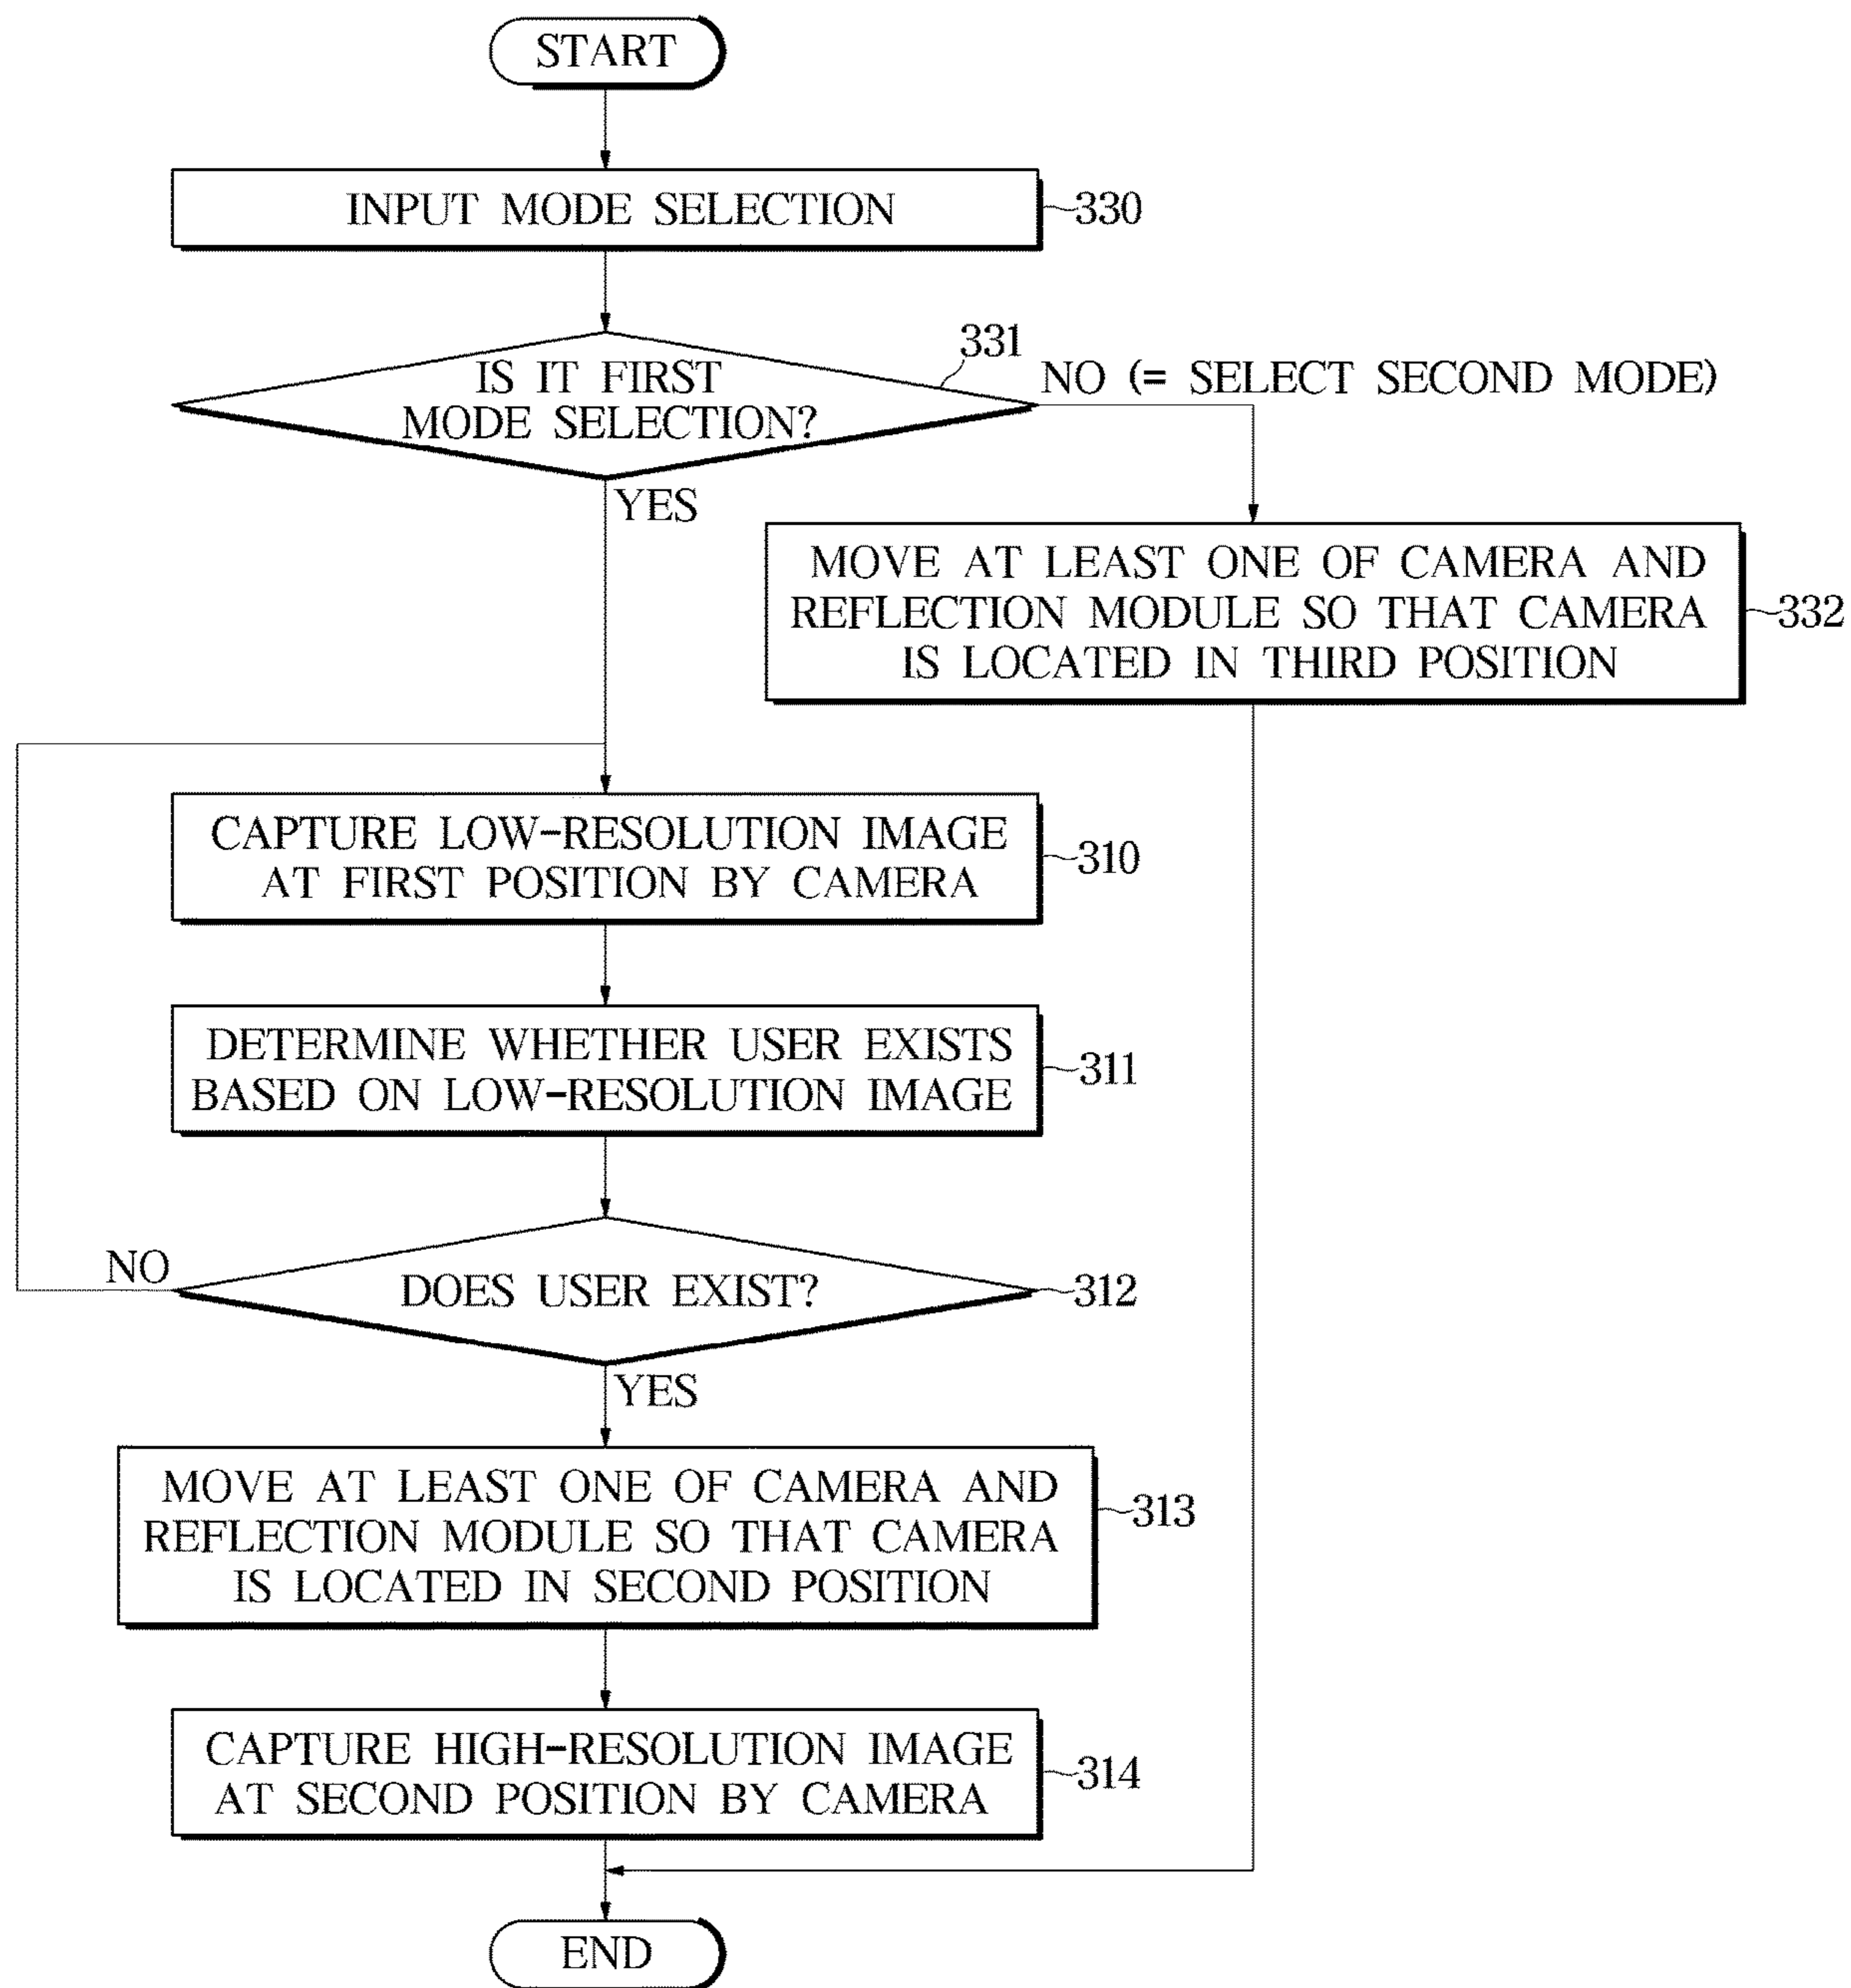 START
INPUT MODE SELECTION
330
331
IS IT FIRST
MODE SELECTION?
NO (= SELECT SECOND MODE)
YES
MOVE AT LEAST ONE OF CAMERA AND
REFLECTION MODULE SO THAT CAMERA
IS LOCATED IN THIRD POSITION
332
CAPTURE LOW-RESOLUTION IMAGE
AT FIRST POSITION BY CAMERA
310
DETERMINE WHETHER USER EXISTS
BASED ON LOW-RESOLUTION IMAGE
311
NO
DOES USER EXIST?
312
YES
MOVE AT LEAST ONE OF CAMERA AND
REFLECTION MODULE SO THAT CAMERA
IS LOCATED IN SECOND POSITION
313
CAPTURE HIGH-RESOLUTION IMAGE
AT SECOND POSITION BY CAMERA
314
END